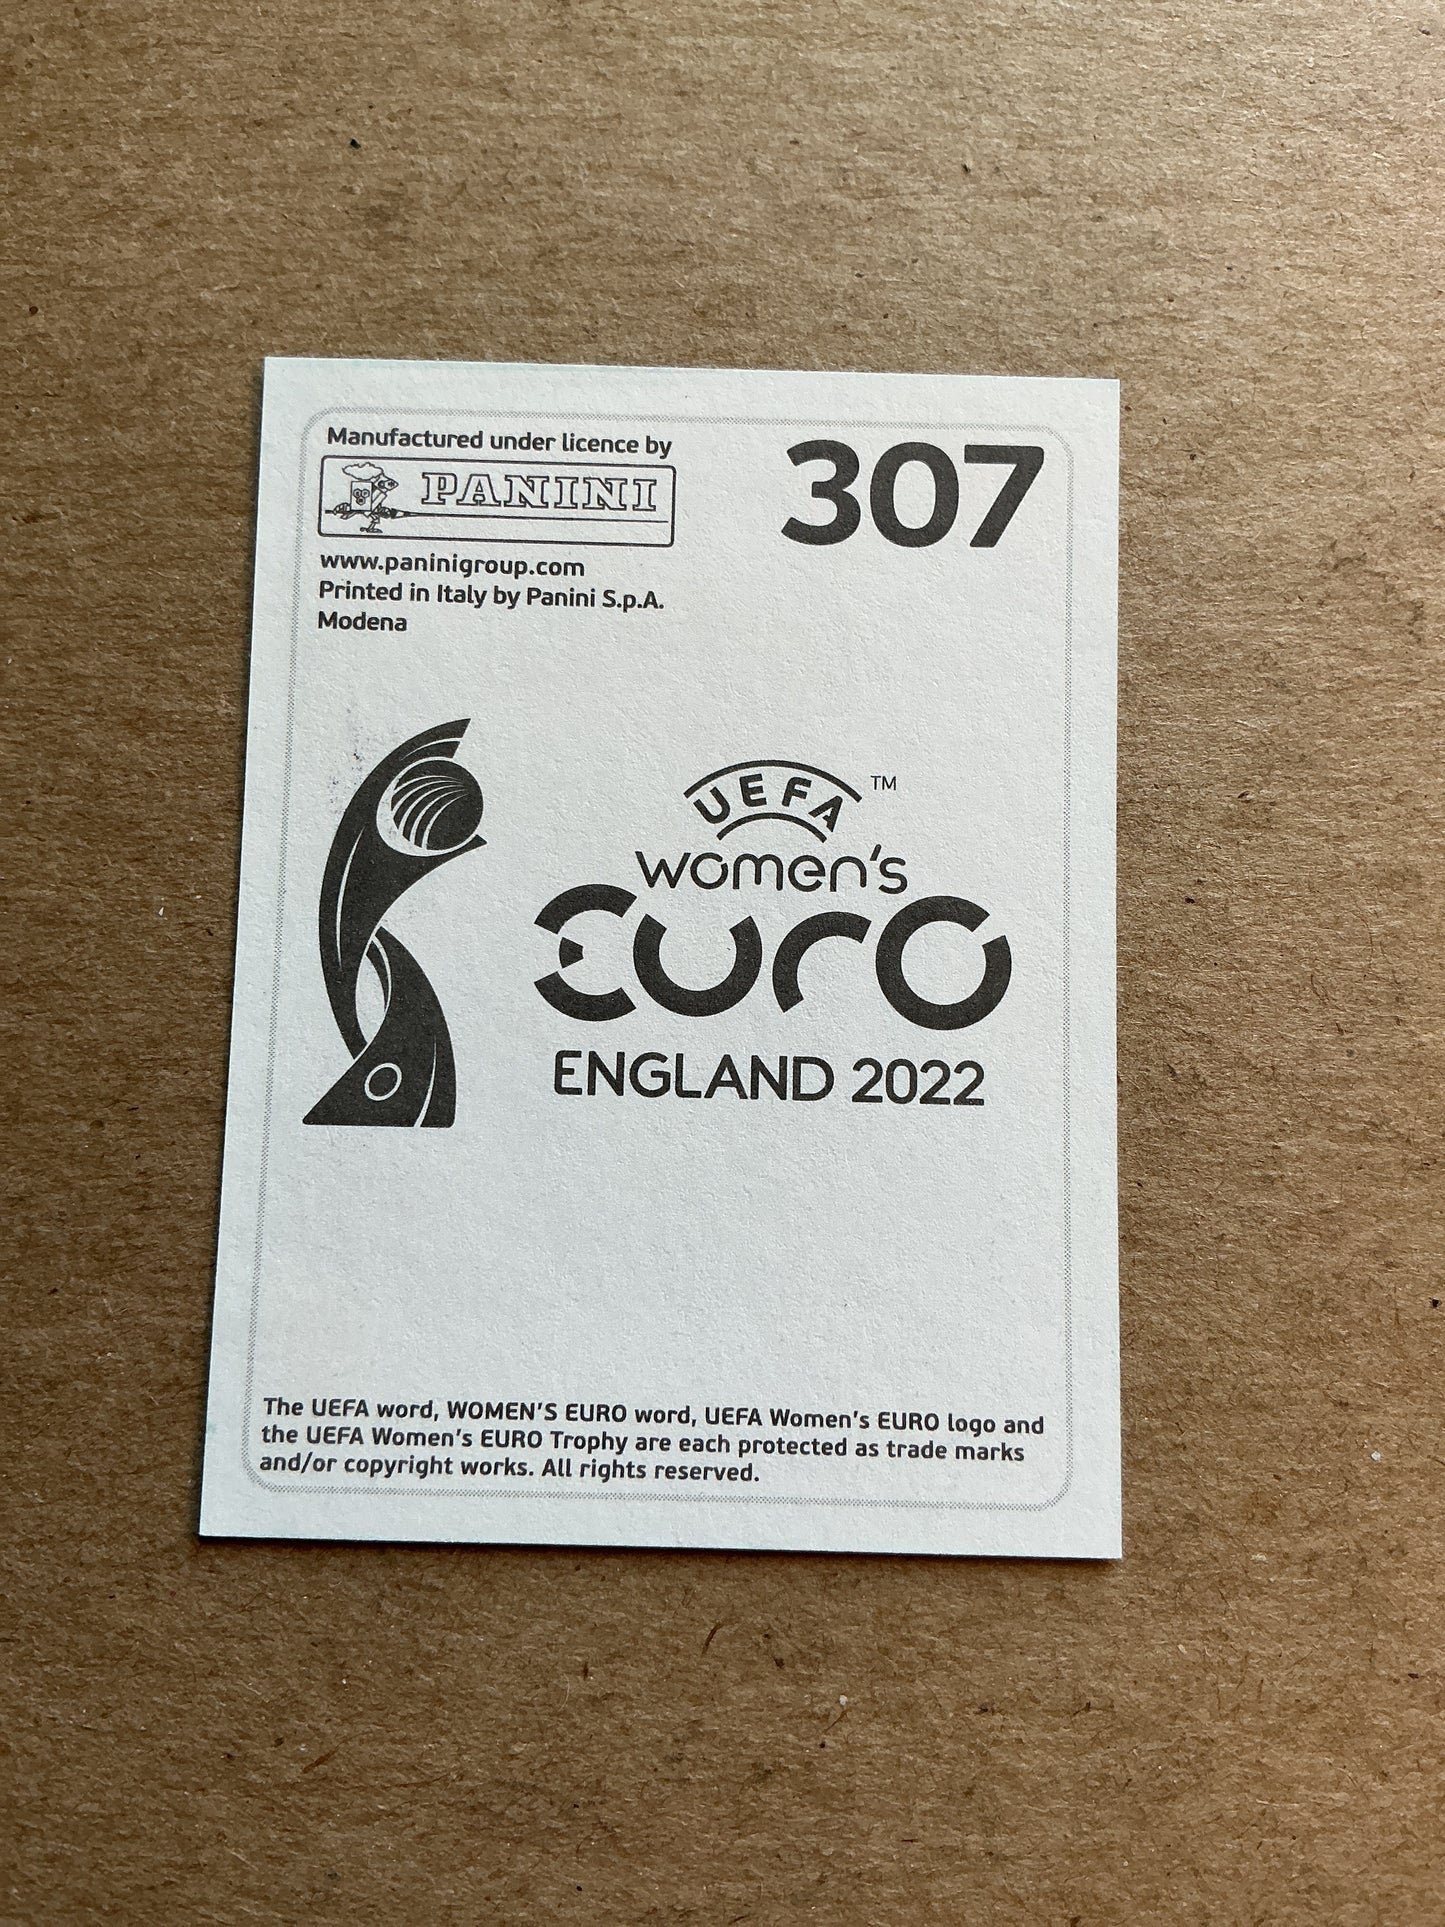 Manufactured under licence by
PANINI
307
www.paninigroup.com
Printed in Italy by Panini S.p.A.
Modena
UEFA ™
women's
EURO
ENGLAND 2022
The UEFA word, WOMEN'S EURO word, UEFA Women's EURO logo and
the UEFA Women's EURO Trophy are each protected as trade marks
and/or copyright works. All rights reserved.